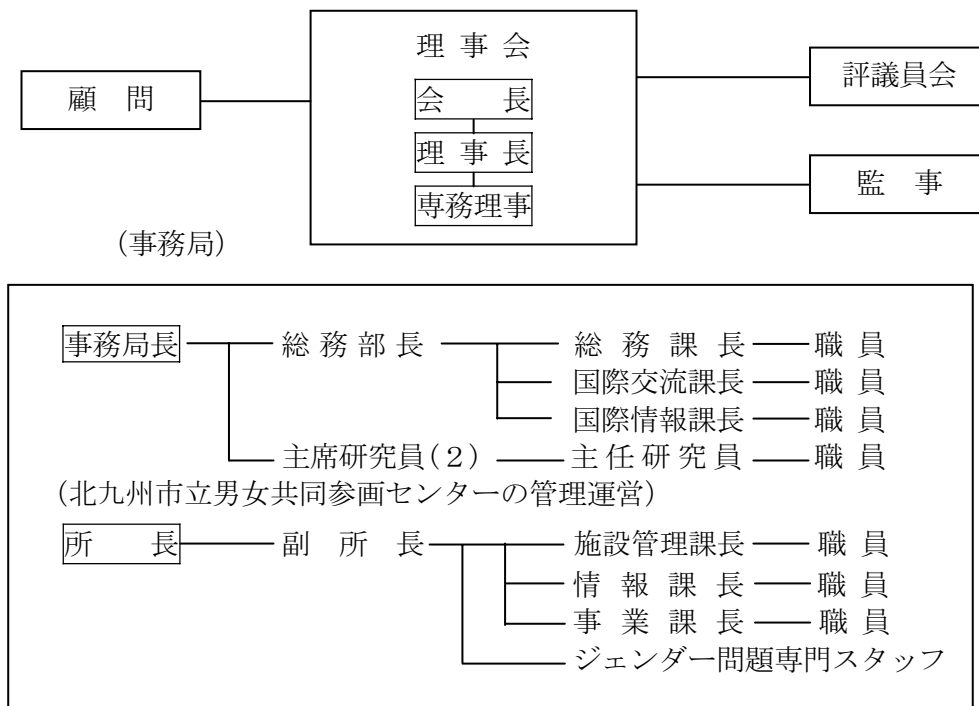 理事会
評議員会
顧問
会長
理事長
監事
専務理事
(事務局)
事務局長 総務部長 総務課長 職員
国際交流課長 職員
国際情報課長 職員
主席研究員(2) 主任研究員 職員
(北九州市立男女共同参画センターの管理運営)
所長 副所長 施設管理課長 職員
情報課長 職員
事業課長 職員
ジェンダー問題専門スタッフ